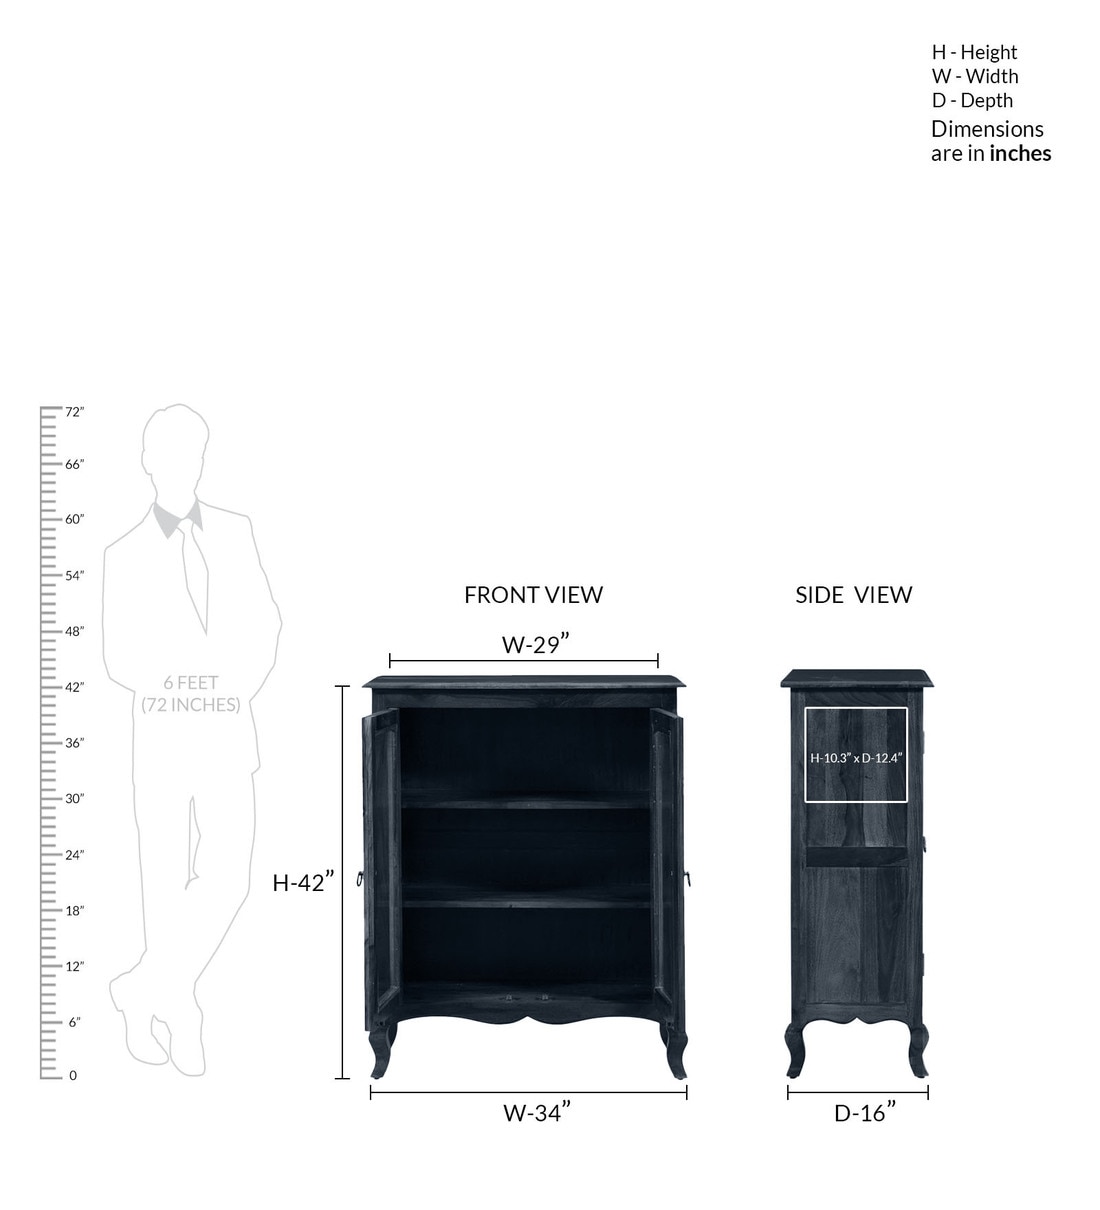 H - Height
W - Width
D - Depth
Dimensions
are in inches
72”
66”
60”
54”
48”
42”
36”
30”
24”
18”
12”
6”
0
6 FEET
(72 INCHES)
FRONT VIEW
W-29”
H-42”
W-34”
SIDE VIEW
H-10.3” x D-12.4”
D-16”